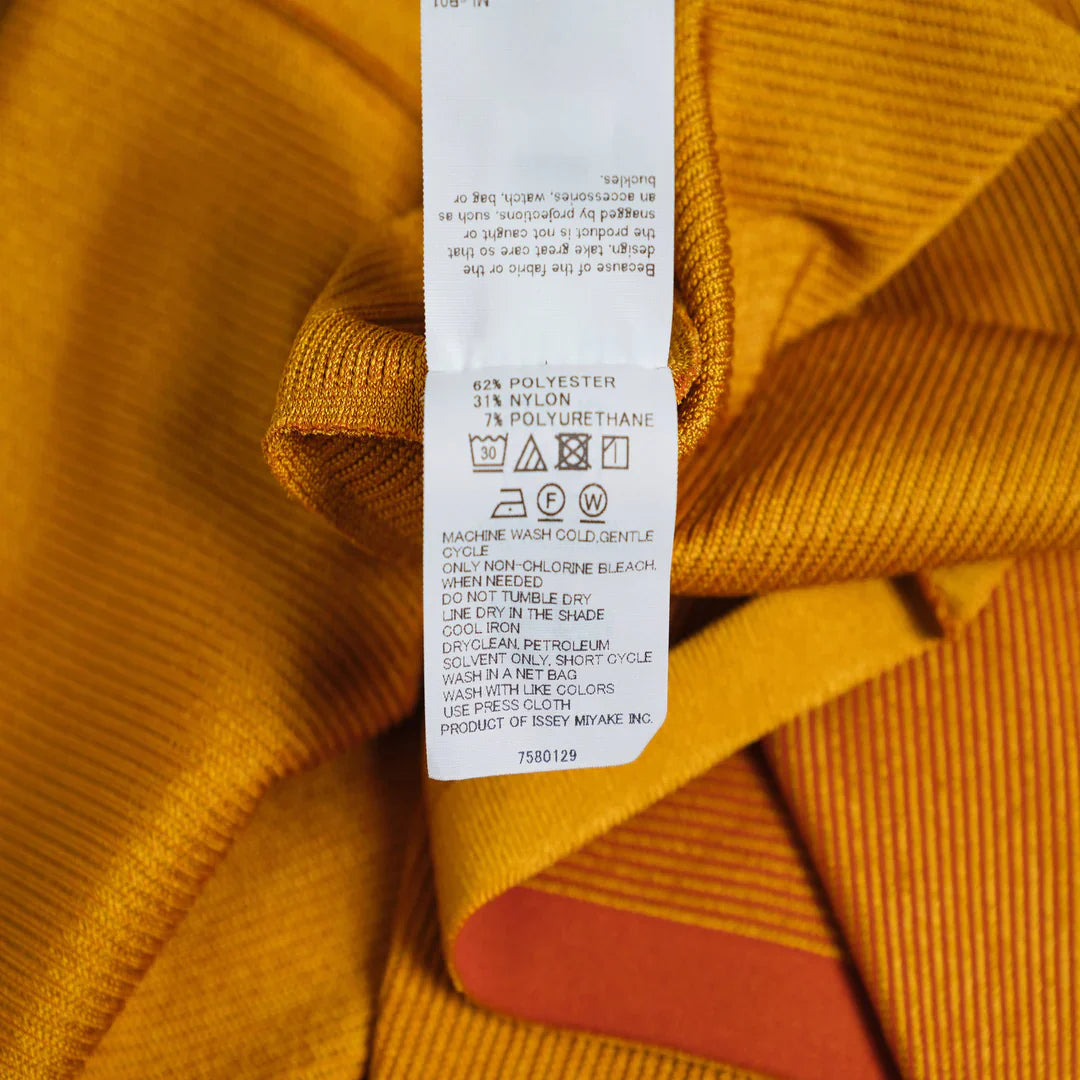 Because of the fabric or the
design, take great care so that
the product is not caught or
snagged by projections, such as
an accessories, watch, bag or
buckles.
62% POLYESTER
31% NYLON
7% POLYURETHANE
30
F W
MACHINE WASH COLD,GENTLE
CYCLE
ONLY NON-CHLORINE BLEACH,
WHEN NEEDED
DO NOT TUMBLE DRY
LINE DRY IN THE SHADE
COOL IRON
DRYCLEAN, PETROLEUM
SOLVENT ONLY, SHORT CYCLE
WASH IN A NET BAG
WASH WITH LIKE COLORS
USE PRESS CLOTH
PRODUCT OF ISSEY MIYAKE INC.
7580129